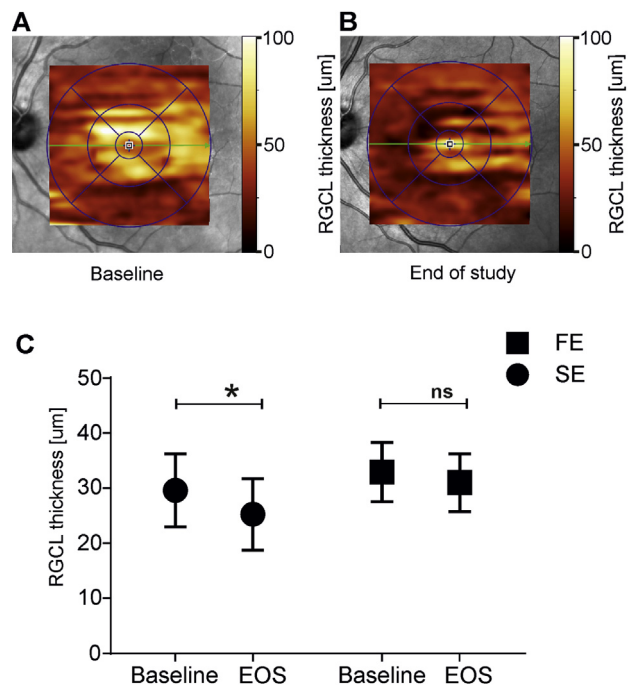 A
B
100
50
0
RGCL thickness [um]
100
50
0
RGCL thickness [um]
Baseline
End of study
C
FE
SE
50
40
30
20
10
0
RGCL thickness [um]
*
ns
Baseline EOS Baseline EOS